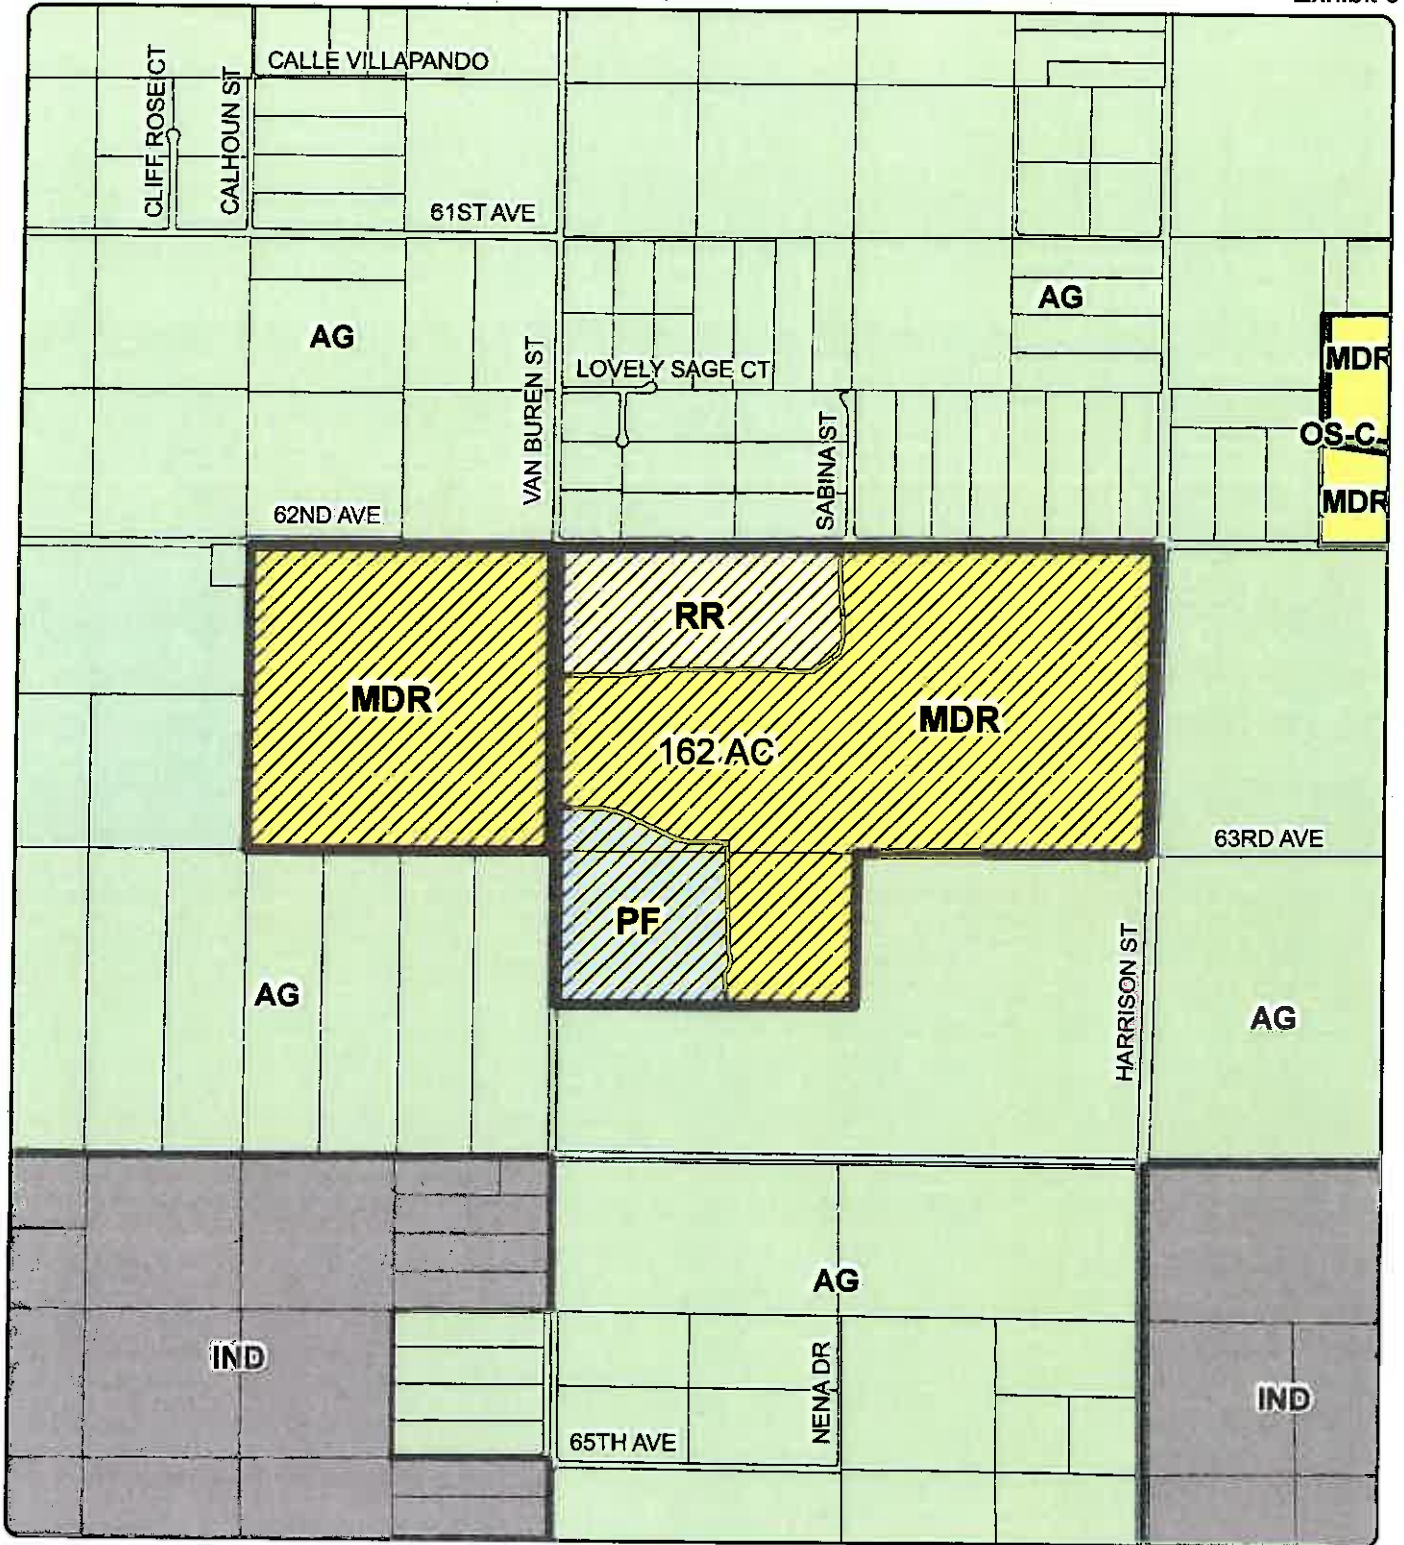 CALLE VILLAPANDO
CLIFF ROSE CT
CALHOUN ST
61ST AVE
AG
AG
VAN BUREN ST
LOVELY SAGE CT
MDR
SABINA ST
OS-C
MDR
62ND AVE
RR
MDR
MDR
162 AC
63RD AVE
PF
HARRISON ST
AG
AG
AG
IND
NENA DR
IND
65TH AVE